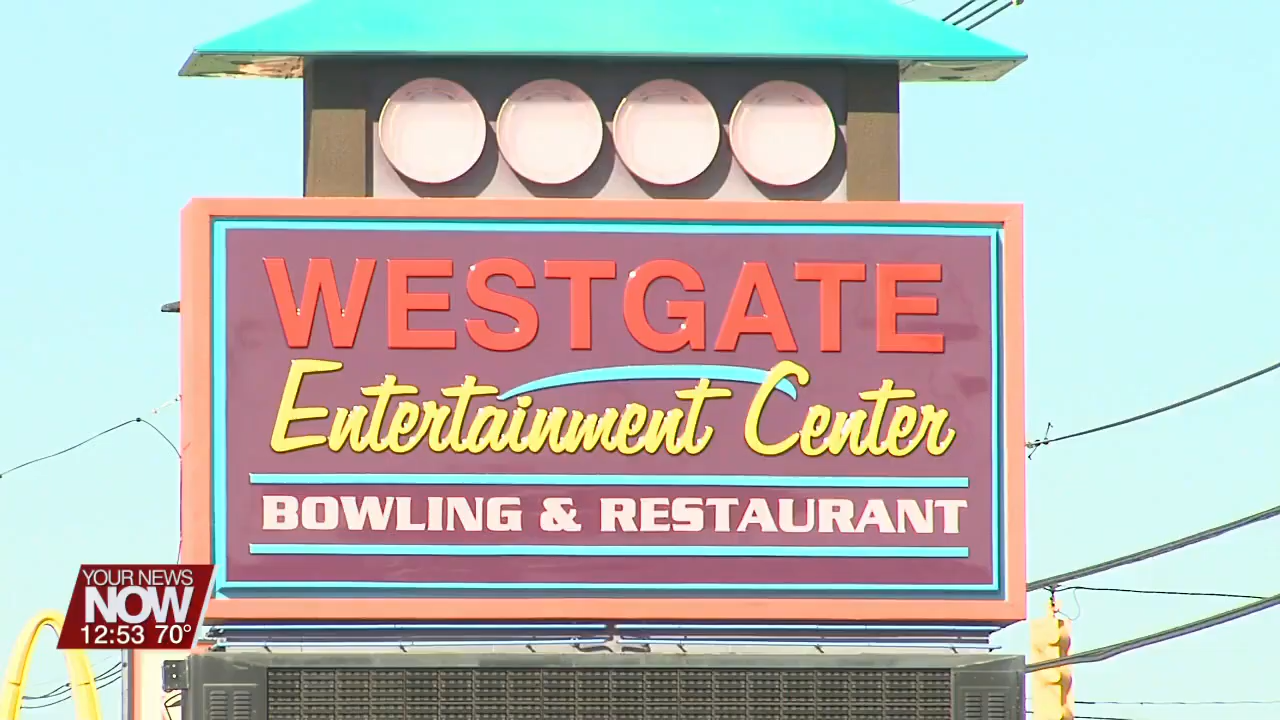 WESTGATE
Entertainment Center
BOWLING & RESTAURANT
YOUR NEWS
NOW
12:53 70°